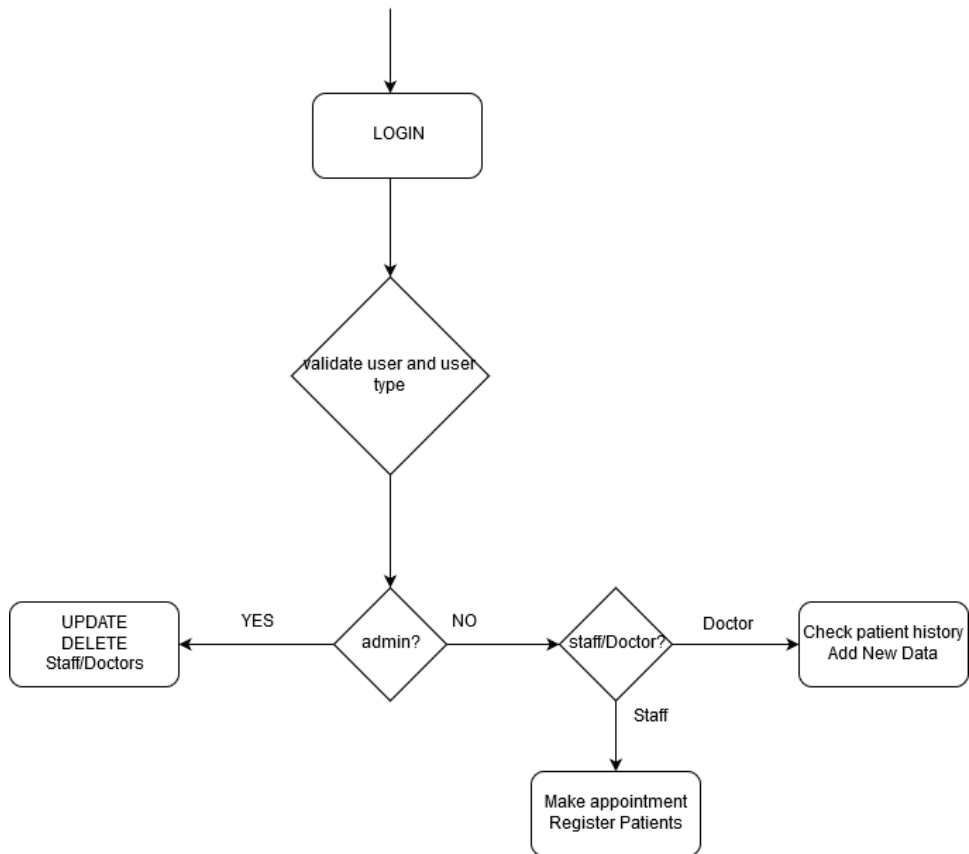 LOGIN
validate user and user
type
UPDATE
DELETE
Staff/Doctors
YES
admin?
NO
staff/Doctor?
Doctor
Check patient history
Add New Data
Staff
Make appointment
Register Patients